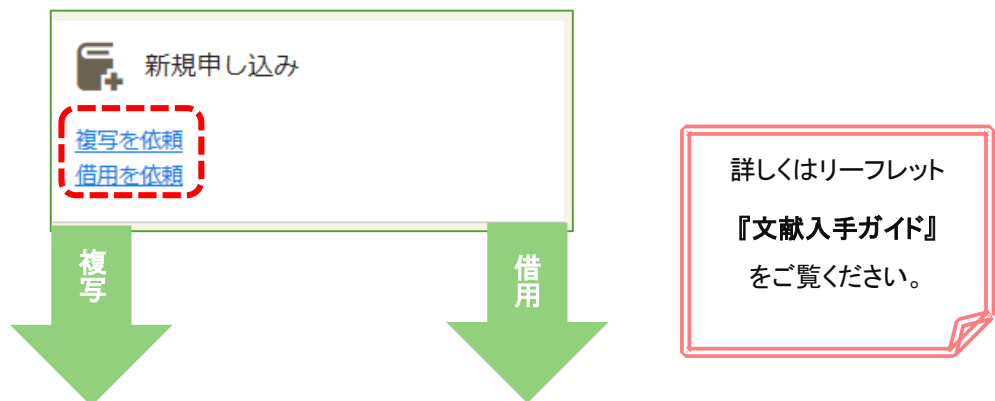 新規申し込み
複写を依頼
借用を依頼
複写
借用
詳しくはリーフレット
『文献入手ガイド』
をご覧ください。